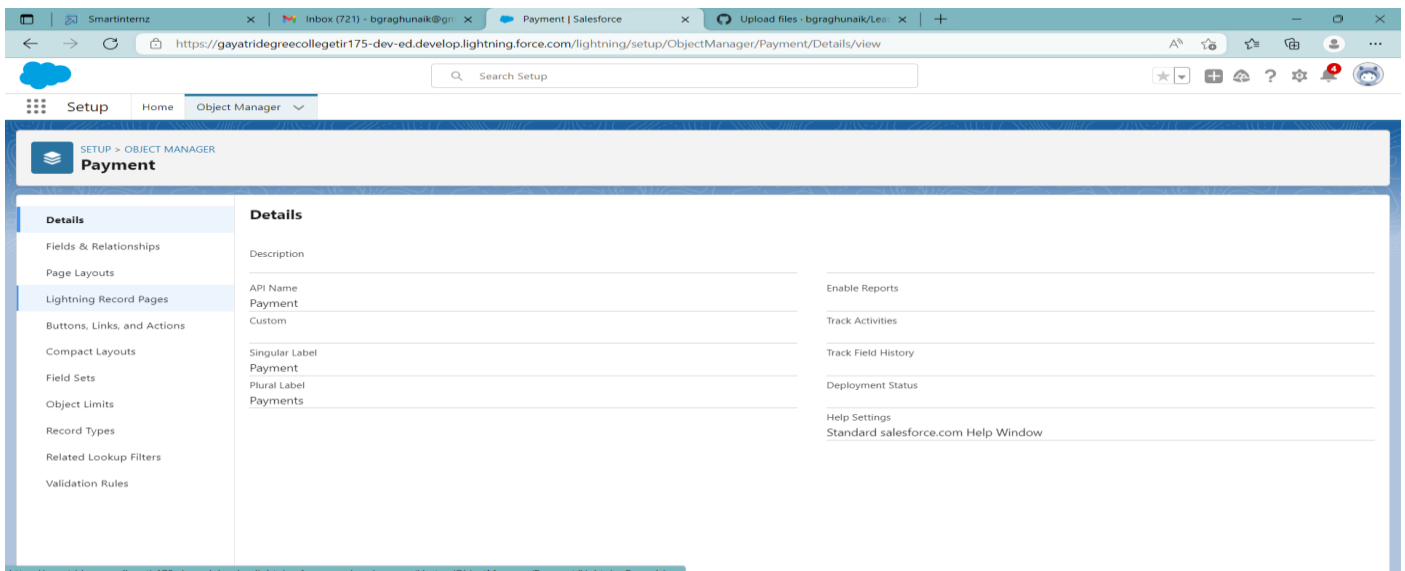 Smartinternz
Inbox (721) - bgraghunaik@gm
Payment | Salesforce
Upload files · bgraghunaik/Lea
https://gayatridegreecollegetir175-dev-ed.develop.lightning.force.com/lightning/setup/ObjectManager/Payment/Details/view
Search Setup
4
Setup Home Object Manager
SETUP > OBJECT MANAGER
Payment
Details
Fields & Relationships
Page Layouts
Lightning Record Pages
Buttons, Links, and Actions
Compact Layouts
Field Sets
Object Limits
Record Types
Related Lookup Filters
Validation Rules
Details
Description
API Name
Payment
Custom
Singular Label
Payment
Plural Label
Payments
Enable Reports
Track Activities
Track Field History
Deployment Status
Help Settings
Standard salesforce.com Help Window